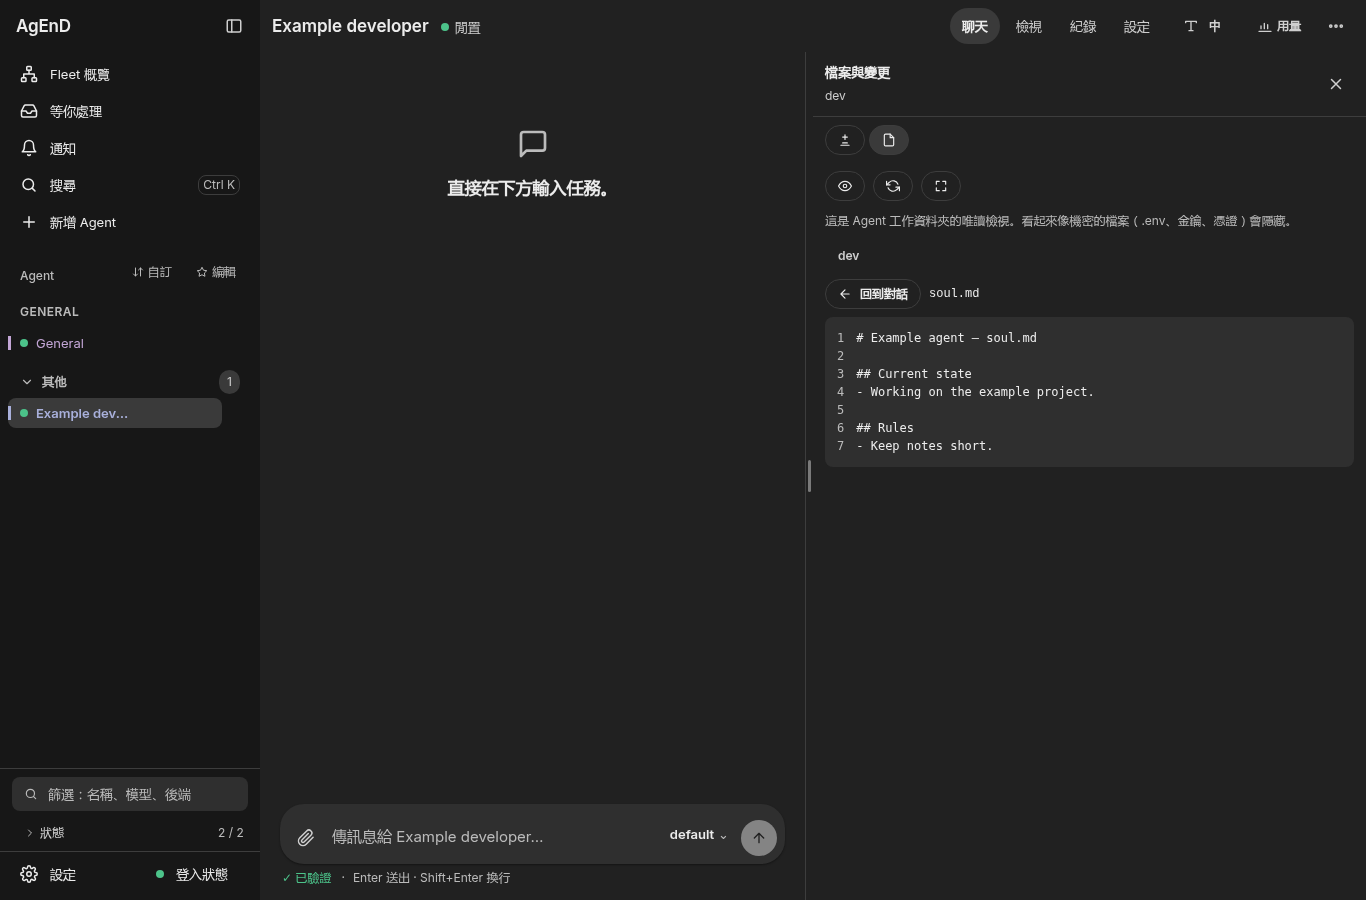 AgEnD
Fleet 概覽
等你處理
通知
搜尋 Ctrl K
新增 Agent
Agent 自訂 編輯
GENERAL
General
其他 1
Example dev...
篩選：名稱、模型、後端
狀態 2 / 2
設定 登入狀態
Example developer 閒置
聊天 檢視 紀錄 設定 中 用量
直接在下方輸入任務。
傳訊息給 Example developer... default
✓ 已驗證 · Enter 送出 · Shift+Enter 換行
檔案與變更
dev
這是 Agent 工作資料夾的唯讀檢視。看起來像機密的檔案（.env、金鑰、憑證）會隱藏。
dev
回到對話 soul.md
1 # Example agent — soul.md
2
3 ## Current state
4 - Working on the example project.
5
6 ## Rules
7 - Keep notes short.